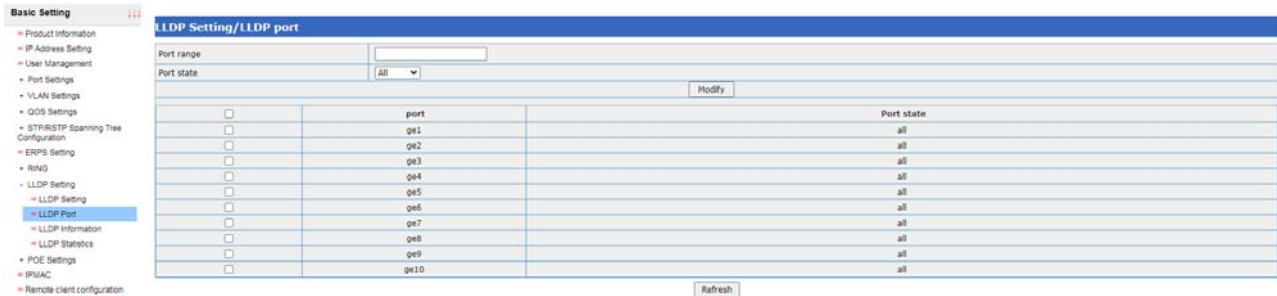 Basic Setting
Product Information
IP Address Setting
User Management
+ Port Settings
+ VLAN Settings
+ QOS Settings
+ STP/RSTP Spanning Tree
Configuration
ERPS Setting
+ RING
- LLDP Setting
LLDP Setting
LLDP Port
LLDP Information
LLDP Statistics
+ POE Settings
IPMAC
Remote client configuration
LLDP Setting/LLDP port
Port range
Port state All
Modify
port Port state
ge1 all
ge2 all
ge3 all
ge4 all
ge5 all
ge6 all
ge7 all
ge8 all
ge9 all
ge10 all
Refresh